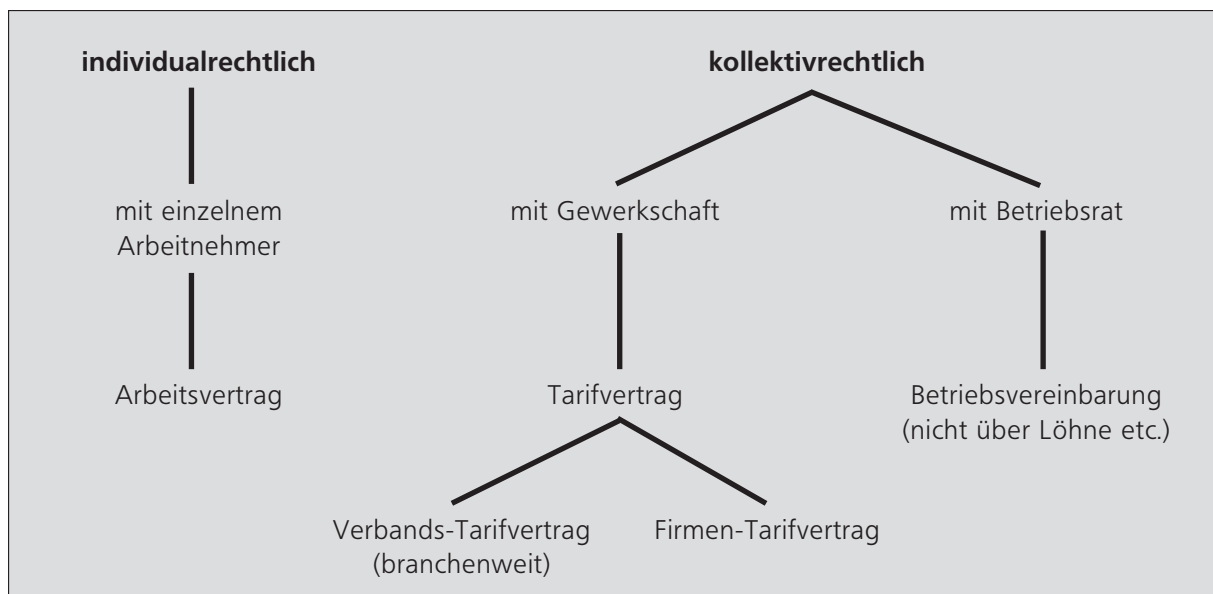 individualrechtlich
kollektivrechtlich
mit einzelnem
Arbeitnehmer
mit Gewerkschaft
mit Betriebsrat
Arbeitsvertrag
Tarifvertrag
Betriebsvereinbarung
(nicht über Löhne etc.)
Verbands-Tarifvertrag
(branchenweit)
Firmen-Tarifvertrag